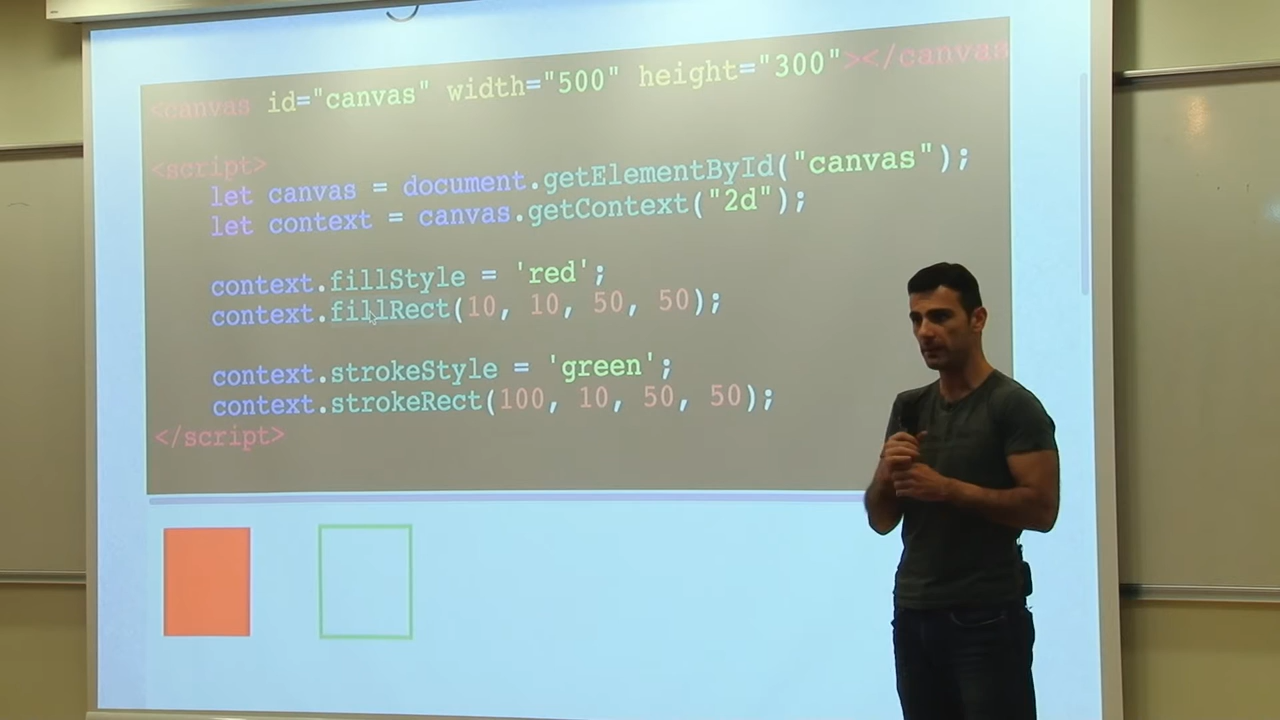 <canvas id="canvas" width="500" height="300"></canvas
<script>
let canvas = document.getElementById("canvas");
let context = canvas.getContext("2d");
context.fillStyle = 'red';
context.fillRect(10, 10, 50, 50);
context.strokeStyle = 'green';
context.strokeRect(100, 10, 50, 50);
</script>